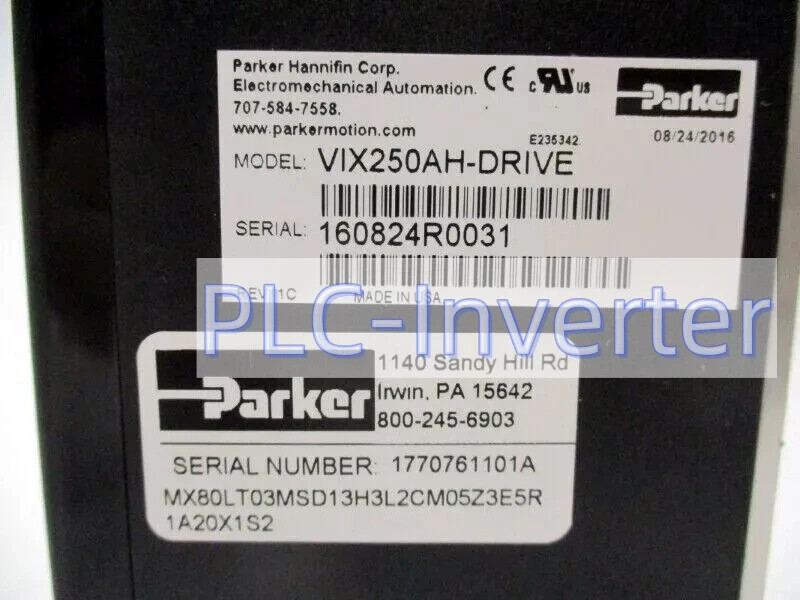 Parker Hannifin Corp.
Electromechanical Automation.
707-584-7558.
www.parkermotion.com
CE c RU us
Parker
E235342
08/24/2016
MODEL: VIX250AH-DRIVE
SERIAL: 160824R0031
REV 1C MADE IN USA
PLC-Inverter
Parker
1140 Sandy Hill Rd
Irwin, PA 15642
800-245-6903
SERIAL NUMBER: 1770761101A
MX80LT03MSD13H3L2CM05Z3E5R
1A20X1S2